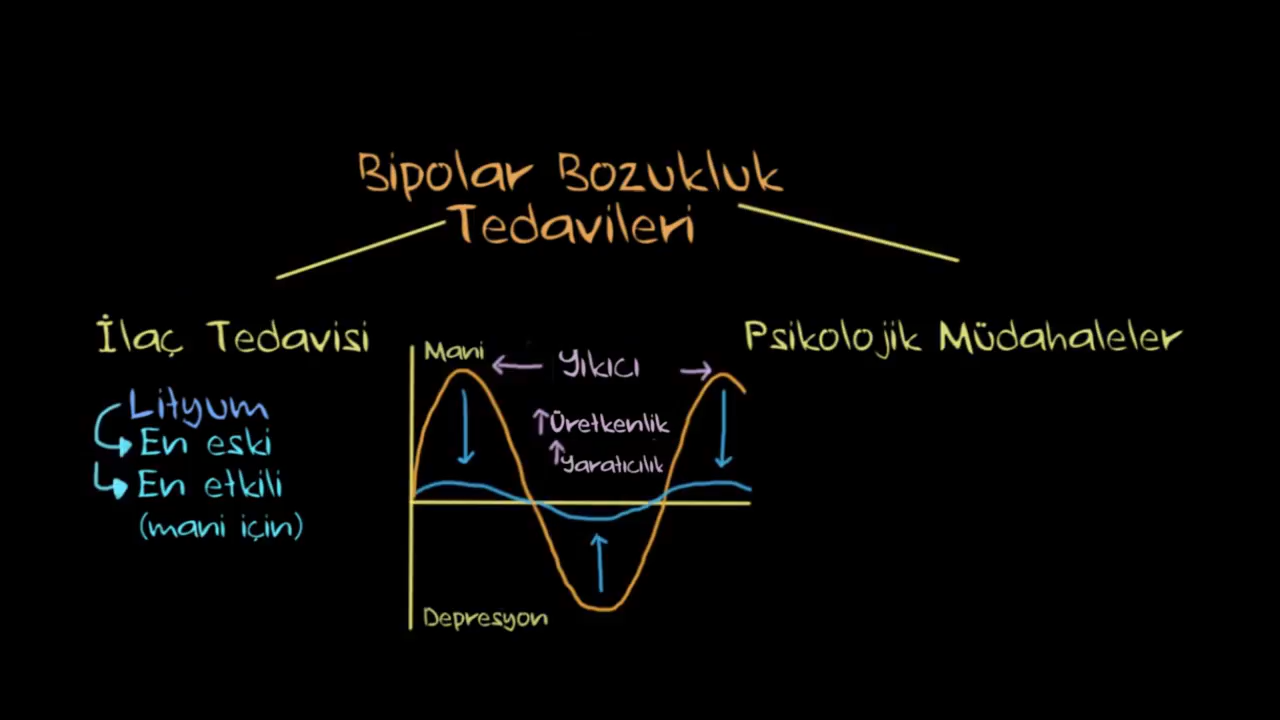 Bipolar Bozukluk
Tedavileri
İlaç Tedavisi
Lityum
En eski
En etkili
(mani için)
Mani
Yıkıcı
↑Üretkenlik
↑yaratıcılık
Depresyon
Psikolojik Müdahaleler